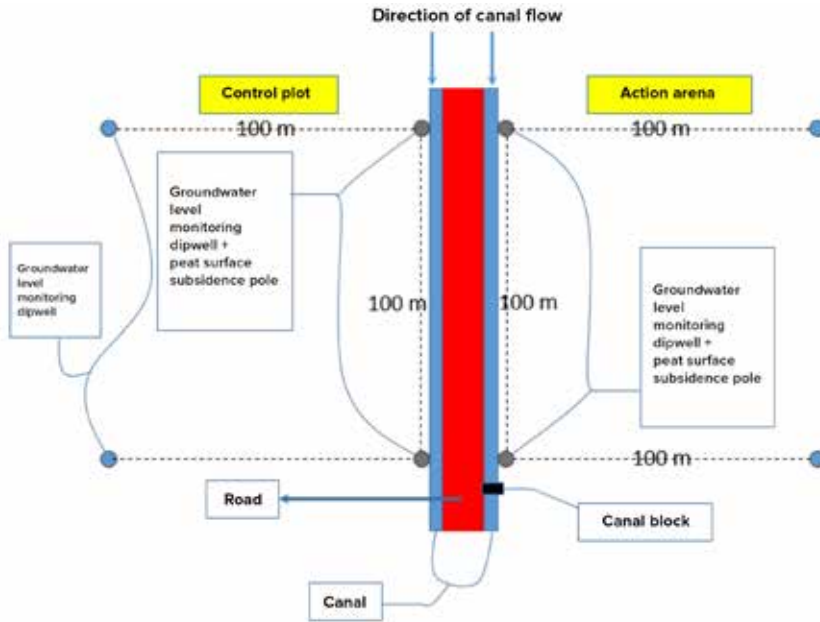 Direction of canal flow
Control plot
Action arena
100 m
100 m
Groundwater
level
monitoring
dipwell +
peat surface
subsidence pole
Groundwater
level
monitoring
dipwell
100 m
100 m
Groundwater
level
monitoring
dipwell +
peat surface
subsidence pole
100 m
Road
Canal block
Canal